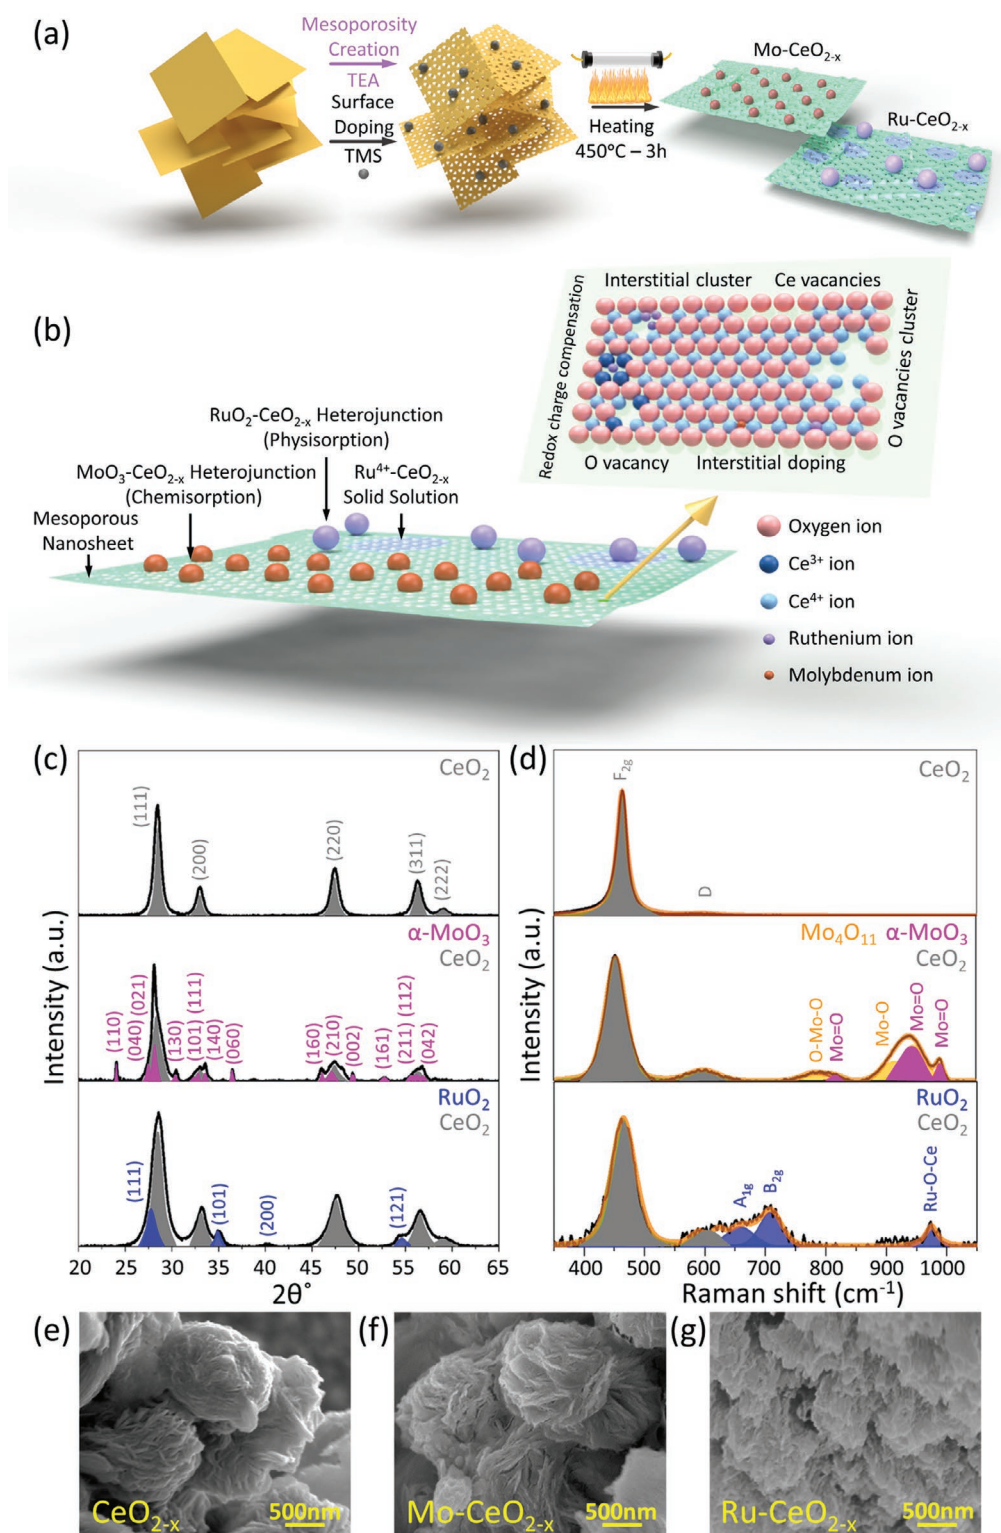 (a)
Mesoporosity
Creation
TEA
Surface
Doping
TMS
Heating
450°C – 3h
Mo-CeO2-x
Ru-CeO2-x
(b)
Interstitial cluster
Ce vacancies
Redox charge compensation
O vacancies cluster
O vacancy
Interstitial doping
RuO2-CeO2-x Heterojunction
(Physisorption)
MoO3-CeO2-x Heterojunction
(Chemisorption)
Ru4+-CeO2-x
Solid Solution
Mesoporous
Nanosheet
Oxygen ion
Ce3+ ion
Ce4+ ion
Ruthenium ion
Molybdenum ion
(c)
CeO2
(111)
(200)
(220)
(311)
(222)
α-MoO3
CeO2
(110)
(040)
(021)
(130)
(101)
(111)
(140)
(060)
(160)
(210)
(002)
(161)
(211)
(112)
(042)
RuO2
CeO2
(111)
(101)
(200)
(121)
Intensity (a.u.)
20 25 30 35 40 45 50 55 60 65
2θ°
(d)
CeO2
F2g
D
Mo4O11 α-MoO3
CeO2
O-Mo-O
Mo=O
Mo-O
Mo=O
Mo=O
RuO2
CeO2
A1g
B2g
Ru-O-Ce
Intensity (a.u.)
400 500 600 700 800 900 1000
Raman shift (cm-1)
(e)
CeO2-x
500nm
(f)
Mo-CeO2-x
500nm
(g)
Ru-CeO2-x
500nm